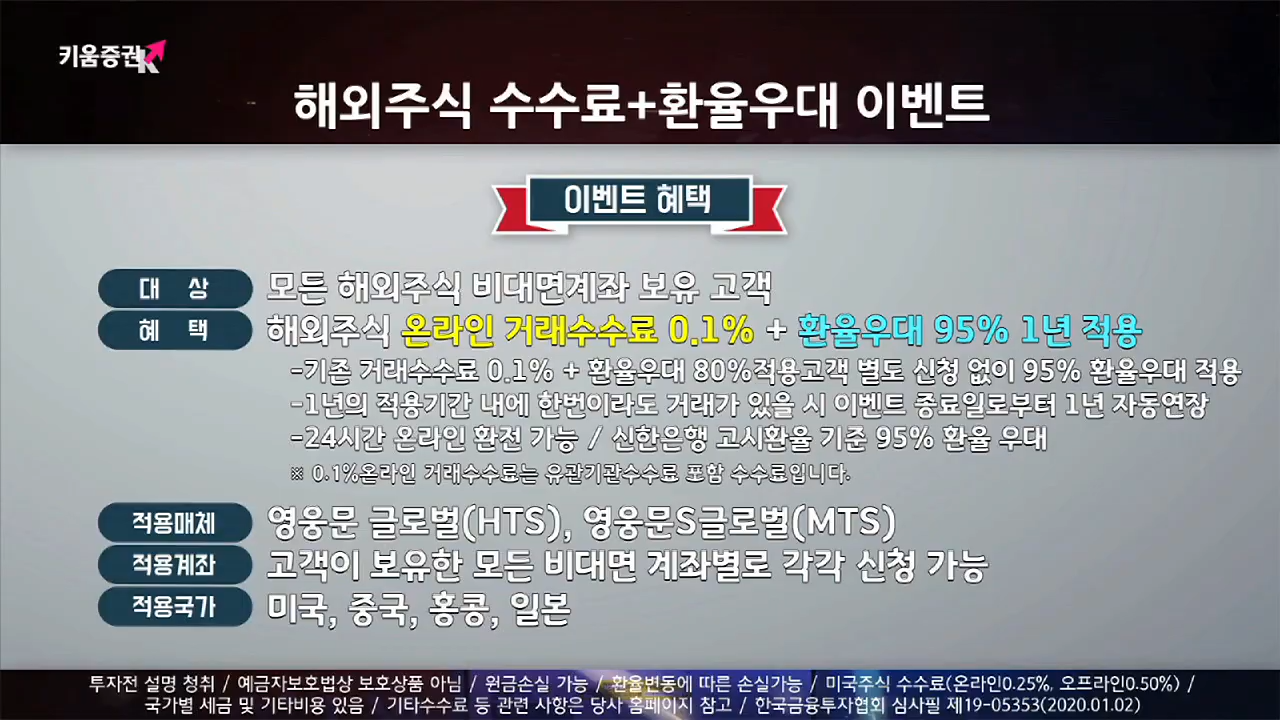 키움증권
해외주식 수수료+환율우대 이벤트
이벤트 혜택
대 상 모든 해외주식 비대면계좌 보유 고객
혜 택 해외주식 온라인 거래수수료 0.1% + 환율우대 95% 1년 적용
-기존 거래수수료 0.1% + 환율우대 80%적용고객 별도 신청 없이 95% 환율우대 적용
-1년의 적용기간 내에 한번이라도 거래가 있을 시 이벤트 종료일로부터 1년 자동연장
-24시간 온라인 환전 가능 / 신한은행 고시환율 기준 95% 환율 우대
※ 0.1%온라인 거래수수료는 유관기관수수료 포함 수수료입니다.
적용매체 영웅문 글로벌(HTS), 영웅문S글로벌(MTS)
적용계좌 고객이 보유한 모든 비대면 계좌별로 각각 신청 가능
적용국가 미국, 중국, 홍콩, 일본
투자전 설명 청취 / 예금자보호법상 보호상품 아님 / 원금손실 가능 / 환율변동에 따른 손실가능 / 미국주식 수수료(온라인0.25%, 오프라인0.50%) /
국가별 세금 및 기타비용 있음 / 기타수수료 등 관련 사항은 당사 홈페이지 참고 / 한국금융투자협회 심사필 제19-05353(2020.01.02)